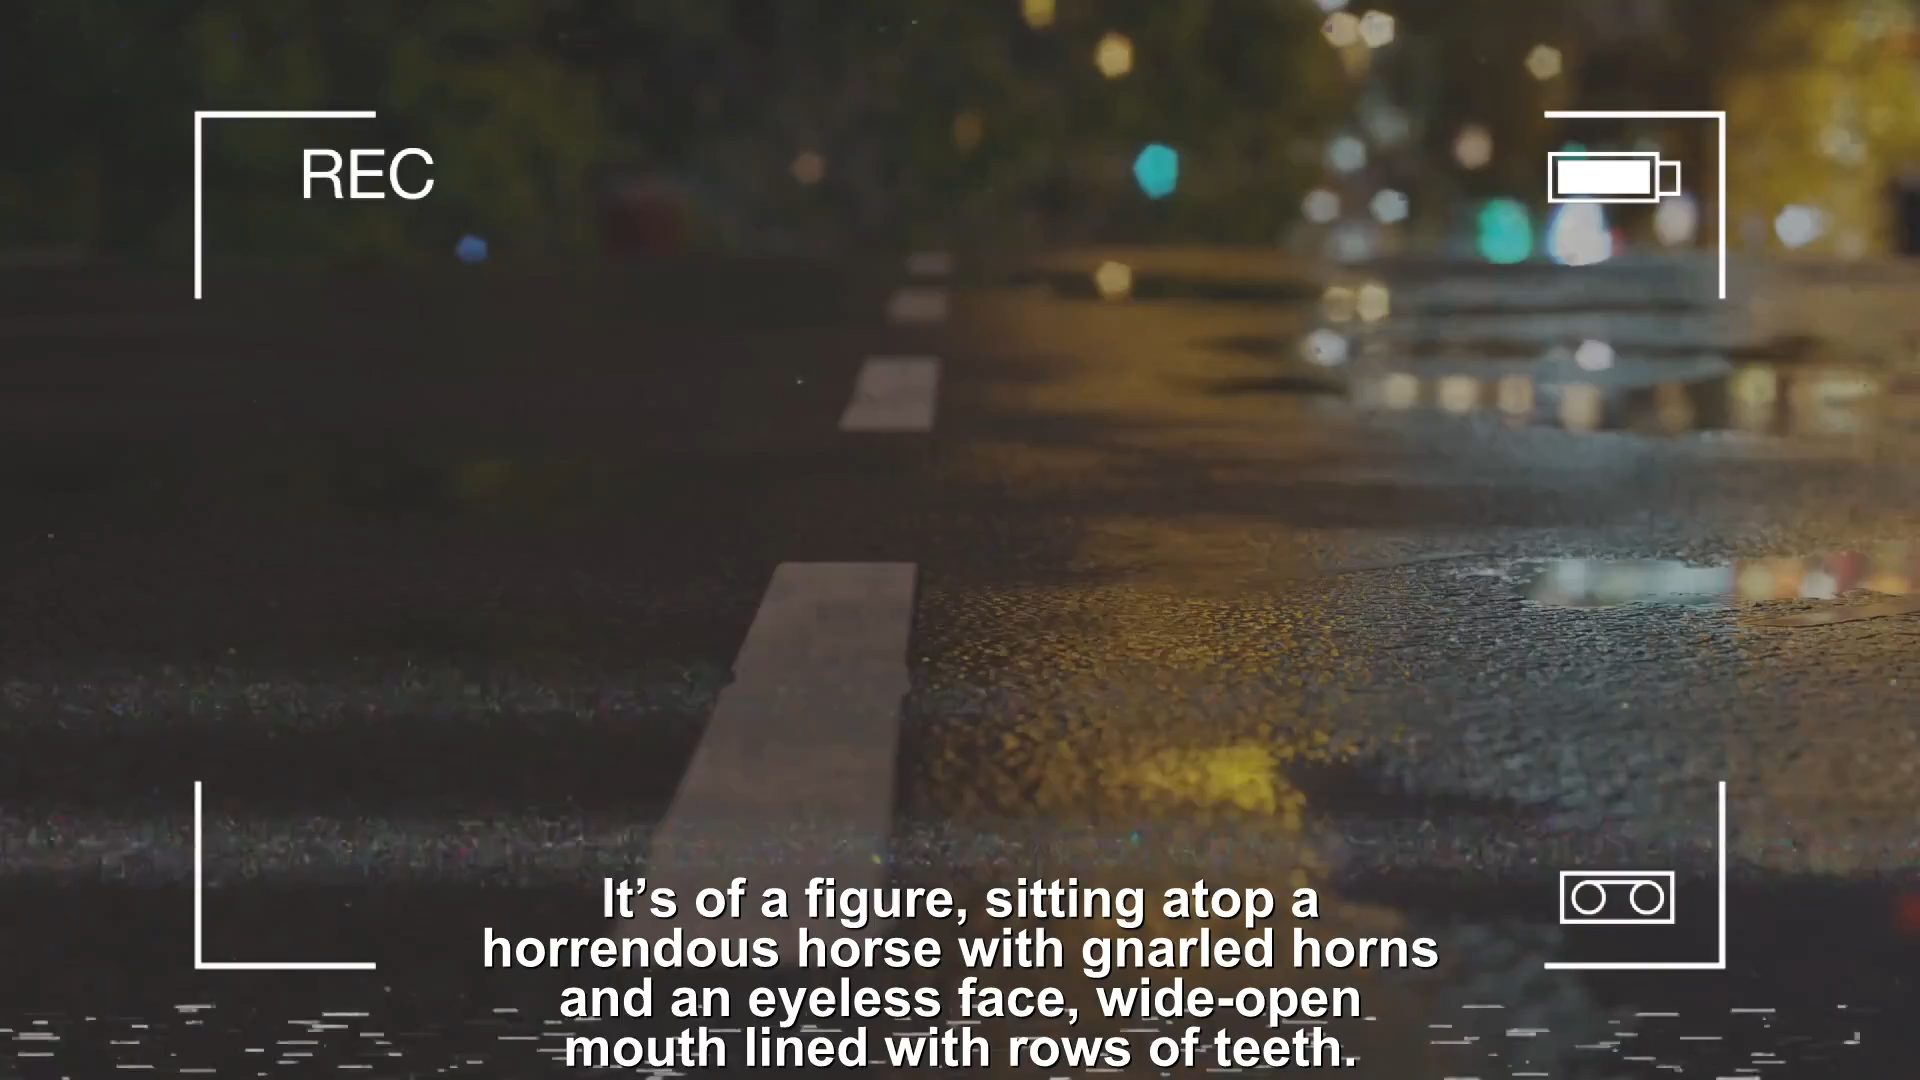 REC
It’s of a figure, sitting atop a
horrendous horse with gnarled horns
and an eyeless face, wide-open
mouth lined with rows of teeth.